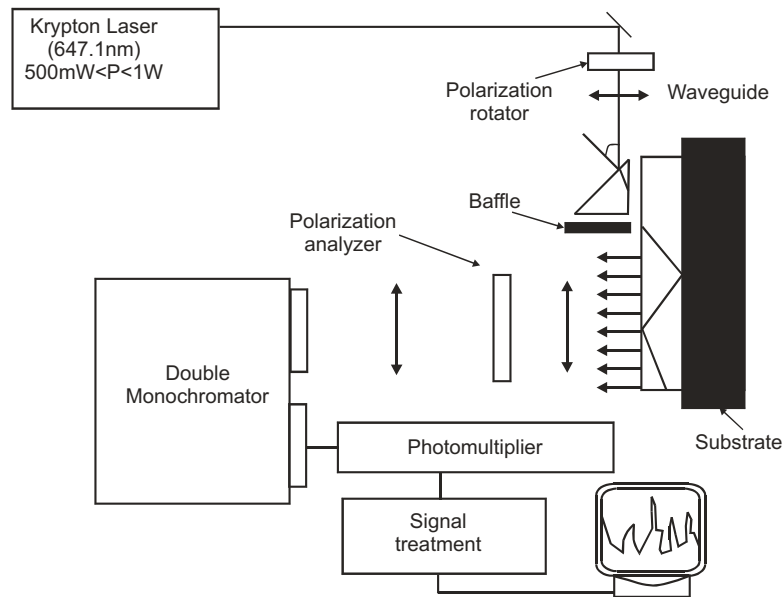 Krypton Laser
(647.1nm)
500mW<P<1W
Polarization
rotator
Waveguide
Baffle
Polarization
analyzer
Double
Monochromator
Photomultiplier
Substrate
Signal
treatment